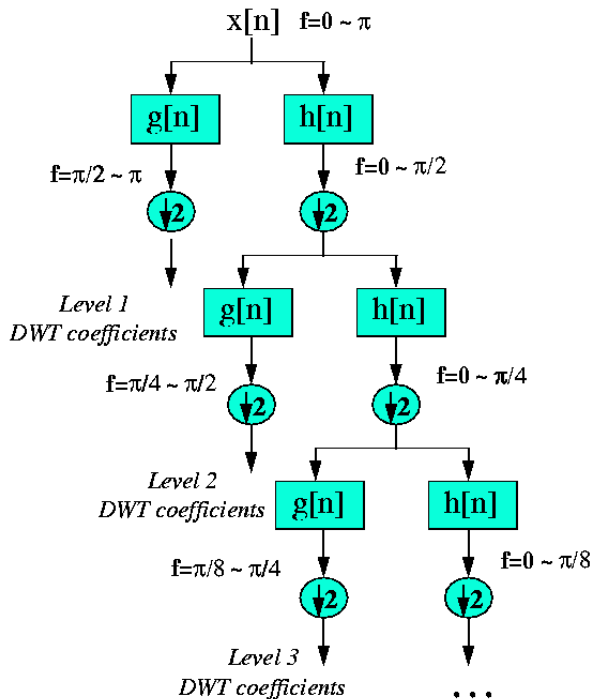 x[n] f=0 ~ π
g[n] h[n]
f=π/2 ~ π f=0 ~ π/2
↓2 ↓2
Level 1
DWT coefficients
g[n] h[n]
f=π/4 ~ π/2 f=0 ~ π/4
↓2 ↓2
Level 2
DWT coefficients
g[n] h[n]
f=π/8 ~ π/4 f=0 ~ π/8
↓2 ↓2
Level 3
DWT coefficients
...